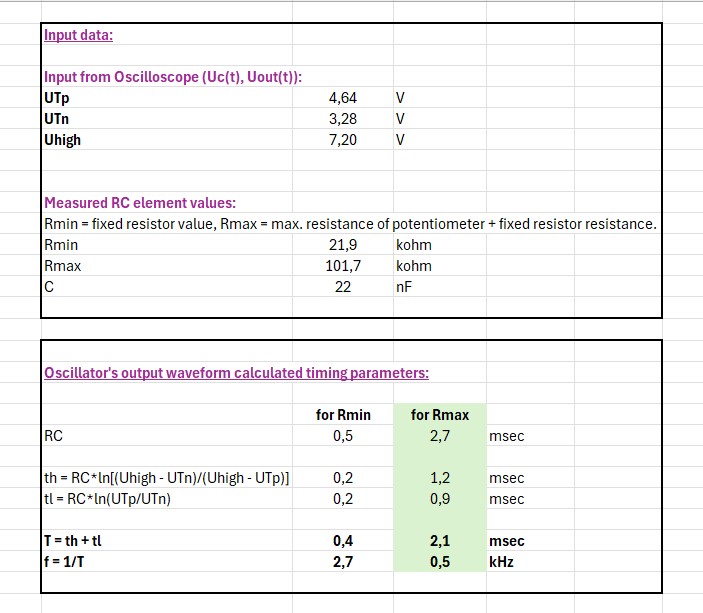 Input data:
Input from Oscilloscope (Uc(t), Uout(t)):
UTp 4,64 V
UTn 3,28 V
Uhigh 7,20 V
Measured RC element values:
Rmin = fixed resistor value, Rmax = max. resistance of potentiometer + fixed resistor resistance.
Rmin 21,9 kohm
Rmax 101,7 kohm
C 22 nF
Oscillator's output waveform calculated timing parameters:
for Rmin for Rmax
RC 0,5 2,7 msec
th = RC*ln[(Uhigh - UTn)/(Uhigh - UTp)] 0,2 1,2 msec
tl = RC*ln(UTp/UTn) 0,2 0,9 msec
T = th + tl 0,4 2,1 msec
f = 1/T 2,7 0,5 kHz